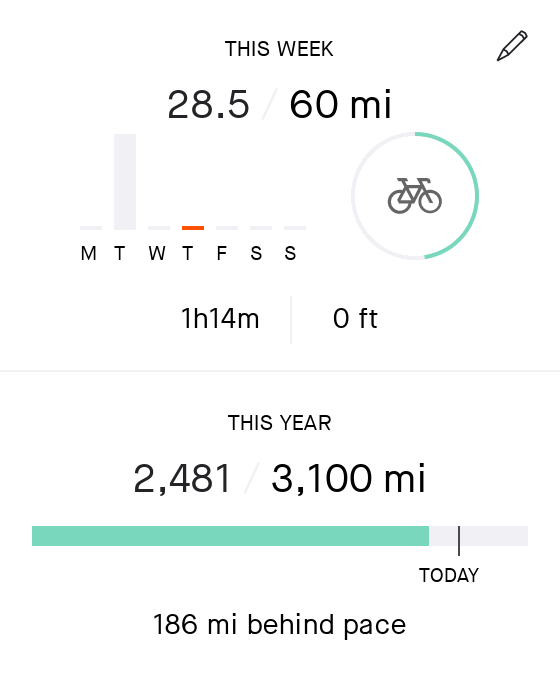 THIS WEEK
28.5 / 60 mi
M T W T F S S
1h14m 0 ft
THIS YEAR
2,481 / 3,100 mi
TODAY
186 mi behind pace